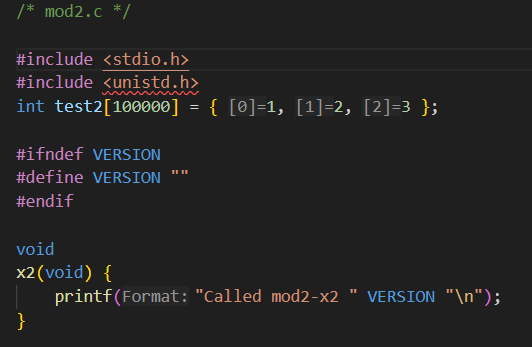 /* mod2.c */
#include <stdio.h>
#include <unistd.h>
int test2[100000] = { [0]=1, [1]=2, [2]=3 };
#ifndef VERSION
#define VERSION ""
#endif
void
x2(void) {
printf(Format: "Called mod2-x2 " VERSION "\n");
}